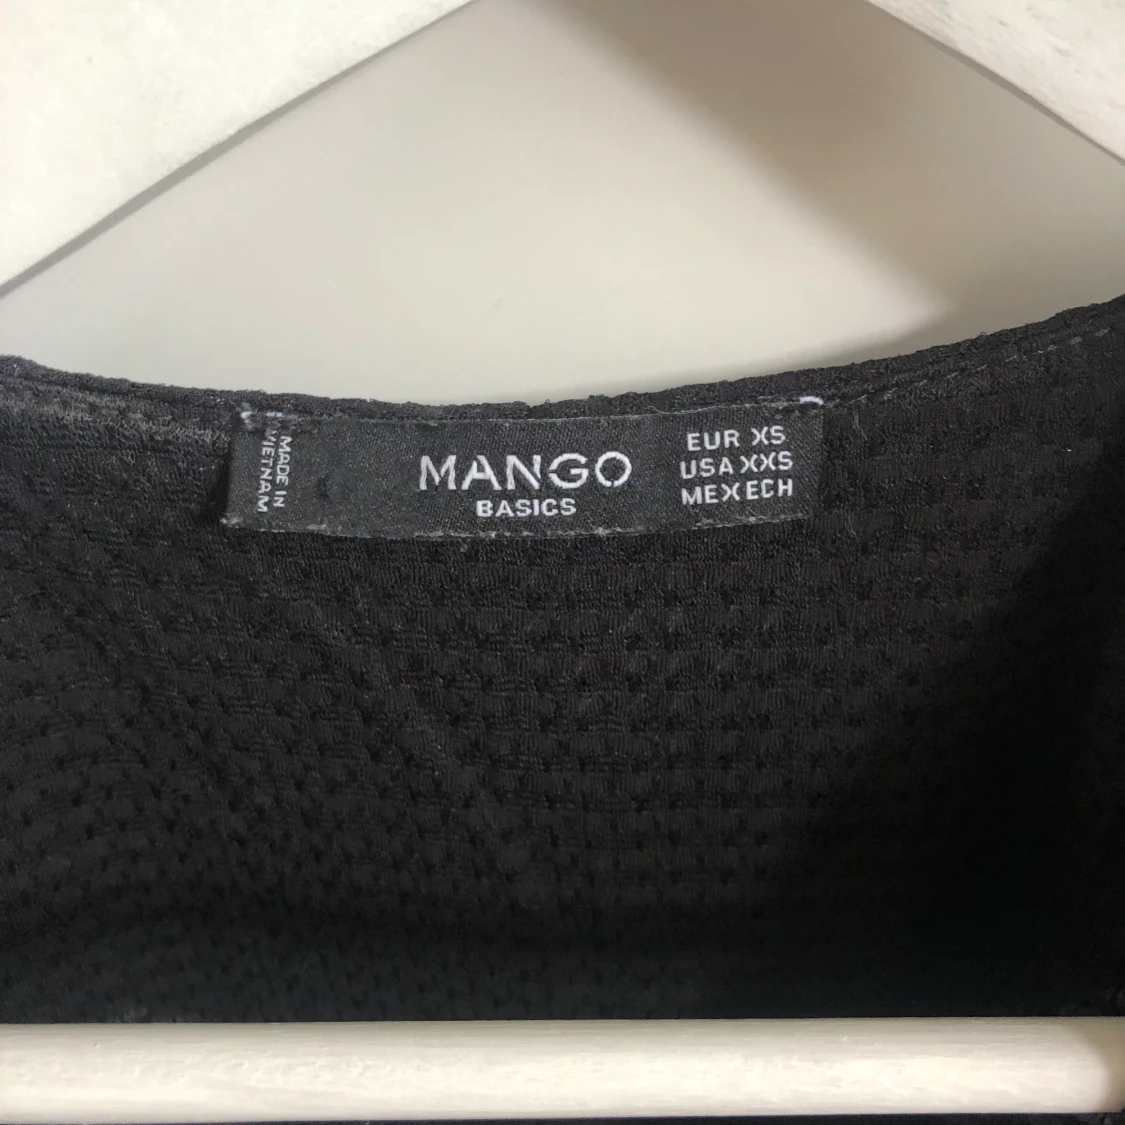 MADE IN
VIETNAM
MANGO
BASICS
EUR XS
USA XXS
MEX ECH